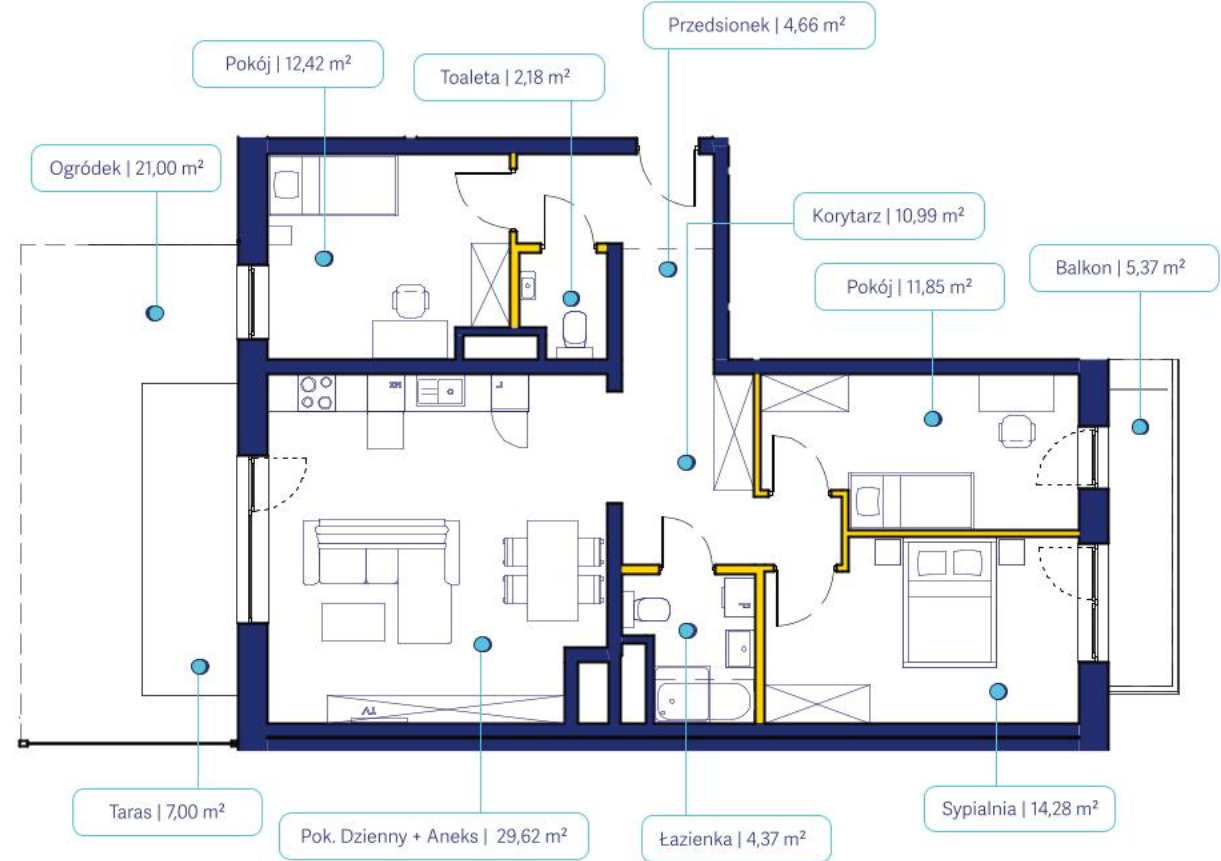 Przedsionek | 4,66 m²
Pokój | 12,42 m²
Toaleta | 2,18 m²
Ogródek | 21,00 m²
Korytarz | 10,99 m²
Balkon | 5,37 m²
Pokój | 11,85 m²
TV
Taras | 7,00 m²
Sypialnia | 14,28 m²
Pok. Dzienny + Aneks | 29,62 m²
Łazienka | 4,37 m²